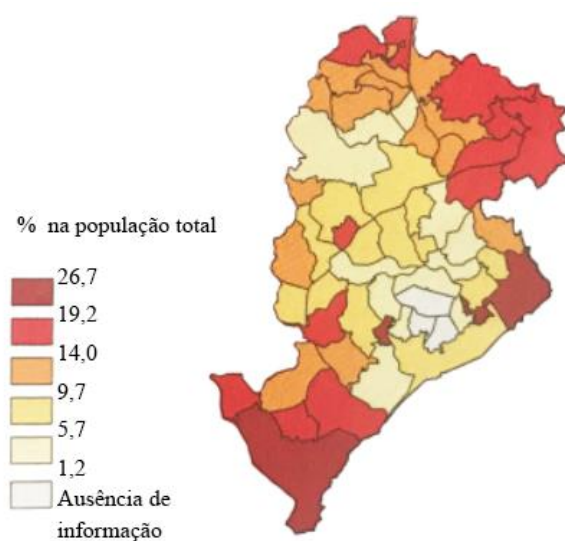 % na população total
26,7
19,2
14,0
9,7
5,7
1,2
Ausência de
informação